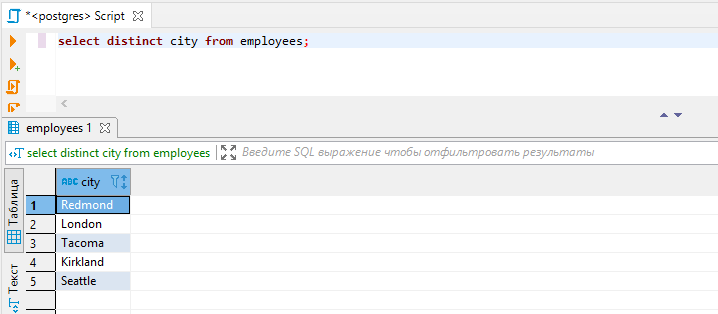 *<postgres> Script
select distinct city from employees;
employees 1
select distinct city from employees
Введите SQL выражение чтобы отфильтровать результаты
Таблица
Текст
ABC city
1 Redmond
2 London
3 Tacoma
4 Kirkland
5 Seattle